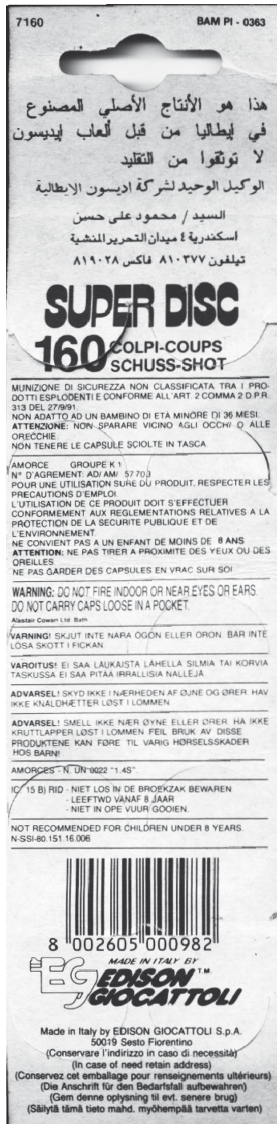 7160 BAM PI - 0363
هذا هو الأنتاج الأصلي المصنوع
في إيطاليا من قبل ألعاب إيديسون
لا توثقوا من التقليد
الوكيل الوحيد لشركة اديسون الايطالية
السيد / محمود على حسن
اسكندرية ٤ ميدان التحرير المنشية
تيلفون ٨١٠٣٧٧ فاكس ٨١٩٠٢٨
SUPER DISC
160 COLPI-COUPS
SCHUSS-SHOT
MUNIZIONE DI SICUREZZA NON CLASSIFICATA TRA I PRO-
DOTTI ESPLODENTI E CONFORME ALL'ART. 2 COMMA 2 D.P.R.
313 DEL 27/9/91.
NON ADATTO AD UN BAMBINO DI ETÀ MINORE DI 36 MESI.
ATTENZIONE: NON SPARARE VICINO AGLI OCCHI O ALLE
ORECCHIE.
NON TENERE LE CAPSULE SCIOLTE IN TASCA.
AMORCE GROUPE K 1
N° D'AGREMENT: AD/AM/ 57703
POUR UNE UTILISATION SURE DU PRODUIT, RESPECTER LES
PRECAUTIONS D'EMPLOI
L'UTILISATION DE CE PRODUIT DOIT S'EFFECTUER
CONFORMEMENT AUX REGLEMENTATIONS RELATIVES A LA
PROTECTION DE LA SECURITE PUBLIQUE ET DE
L'ENVIRONNEMENT.
NE CONVIENT PAS A UN ENFANT DE MOINS DE 8 ANS
ATTENTION: NE PAS TIRER A PROXIMITE DES YEUX OU DES
OREILLES
NE PAS GARDER DES CAPSULES EN VRAC SUR SOI
WARNING: DO NOT FIRE INDOOR OR NEAR EYES OR EARS.
DO NOT CARRY CAPS LOOSE IN A POCKET.
Alastair Cowan Ltd. Bath
VARNING! SKJUT INTE NARA OGON ELLER ORON. BAR INTE
LOSA SKOTT I FICKAN.
VAROITUS! EI SAA LAUKAISTA LAHELLA SILMIA TAI KORVIA
TASKUSSA EI SAA PITAA IRRALLISIA NALLEJA.
ADVARSEL! SKYD IKKE I NÆRHEDEN AF ØJNE OG ØRER. HAV
IKKE KNALDHÆTTER LØST I LOMMEN
ADVARSEL! SMELL IKKE NÆR ØYNE ELLER ØRER. HA IKKE
KRUTTLAPPER LØST I LOMMEN FEIL BRUK AV DISSE
PRODUKTENE KAN FØRE TIL VARIG HØRSELSSKADER
HOS BARN!
AMORCES - N. UN 0022 "1.4S".
IC( 15 B) RID - NIET LOS IN DE BROEKZAK BEWAREN
- LEEFTWD VANAF 8 JAAR
- NIET IN OPE VUUR GOOIEN.
NOT RECOMMENDED FOR CHILDREN UNDER 8 YEARS
N-SSI-80.151.16.006
8 002605 000982
MADE IN ITALY BY
EG EDISON T.M.
GIOCATTOLI
Made in Italy by EDISON GIOCATTOLI S.p.A.
50019 Sesto Fiorentino
(Conservare l'indirizzo in caso di necessità)
(In case of need retain address)
(Conservez cet emballage pour renseignements ultérieurs)
(Die Anschrift für den Bedarfsfall aufbewahren)
(Gem denne oplysning til evt. senere brug)
(Säilytä tämä tieto mahd. myöhempää tarvetta varten)